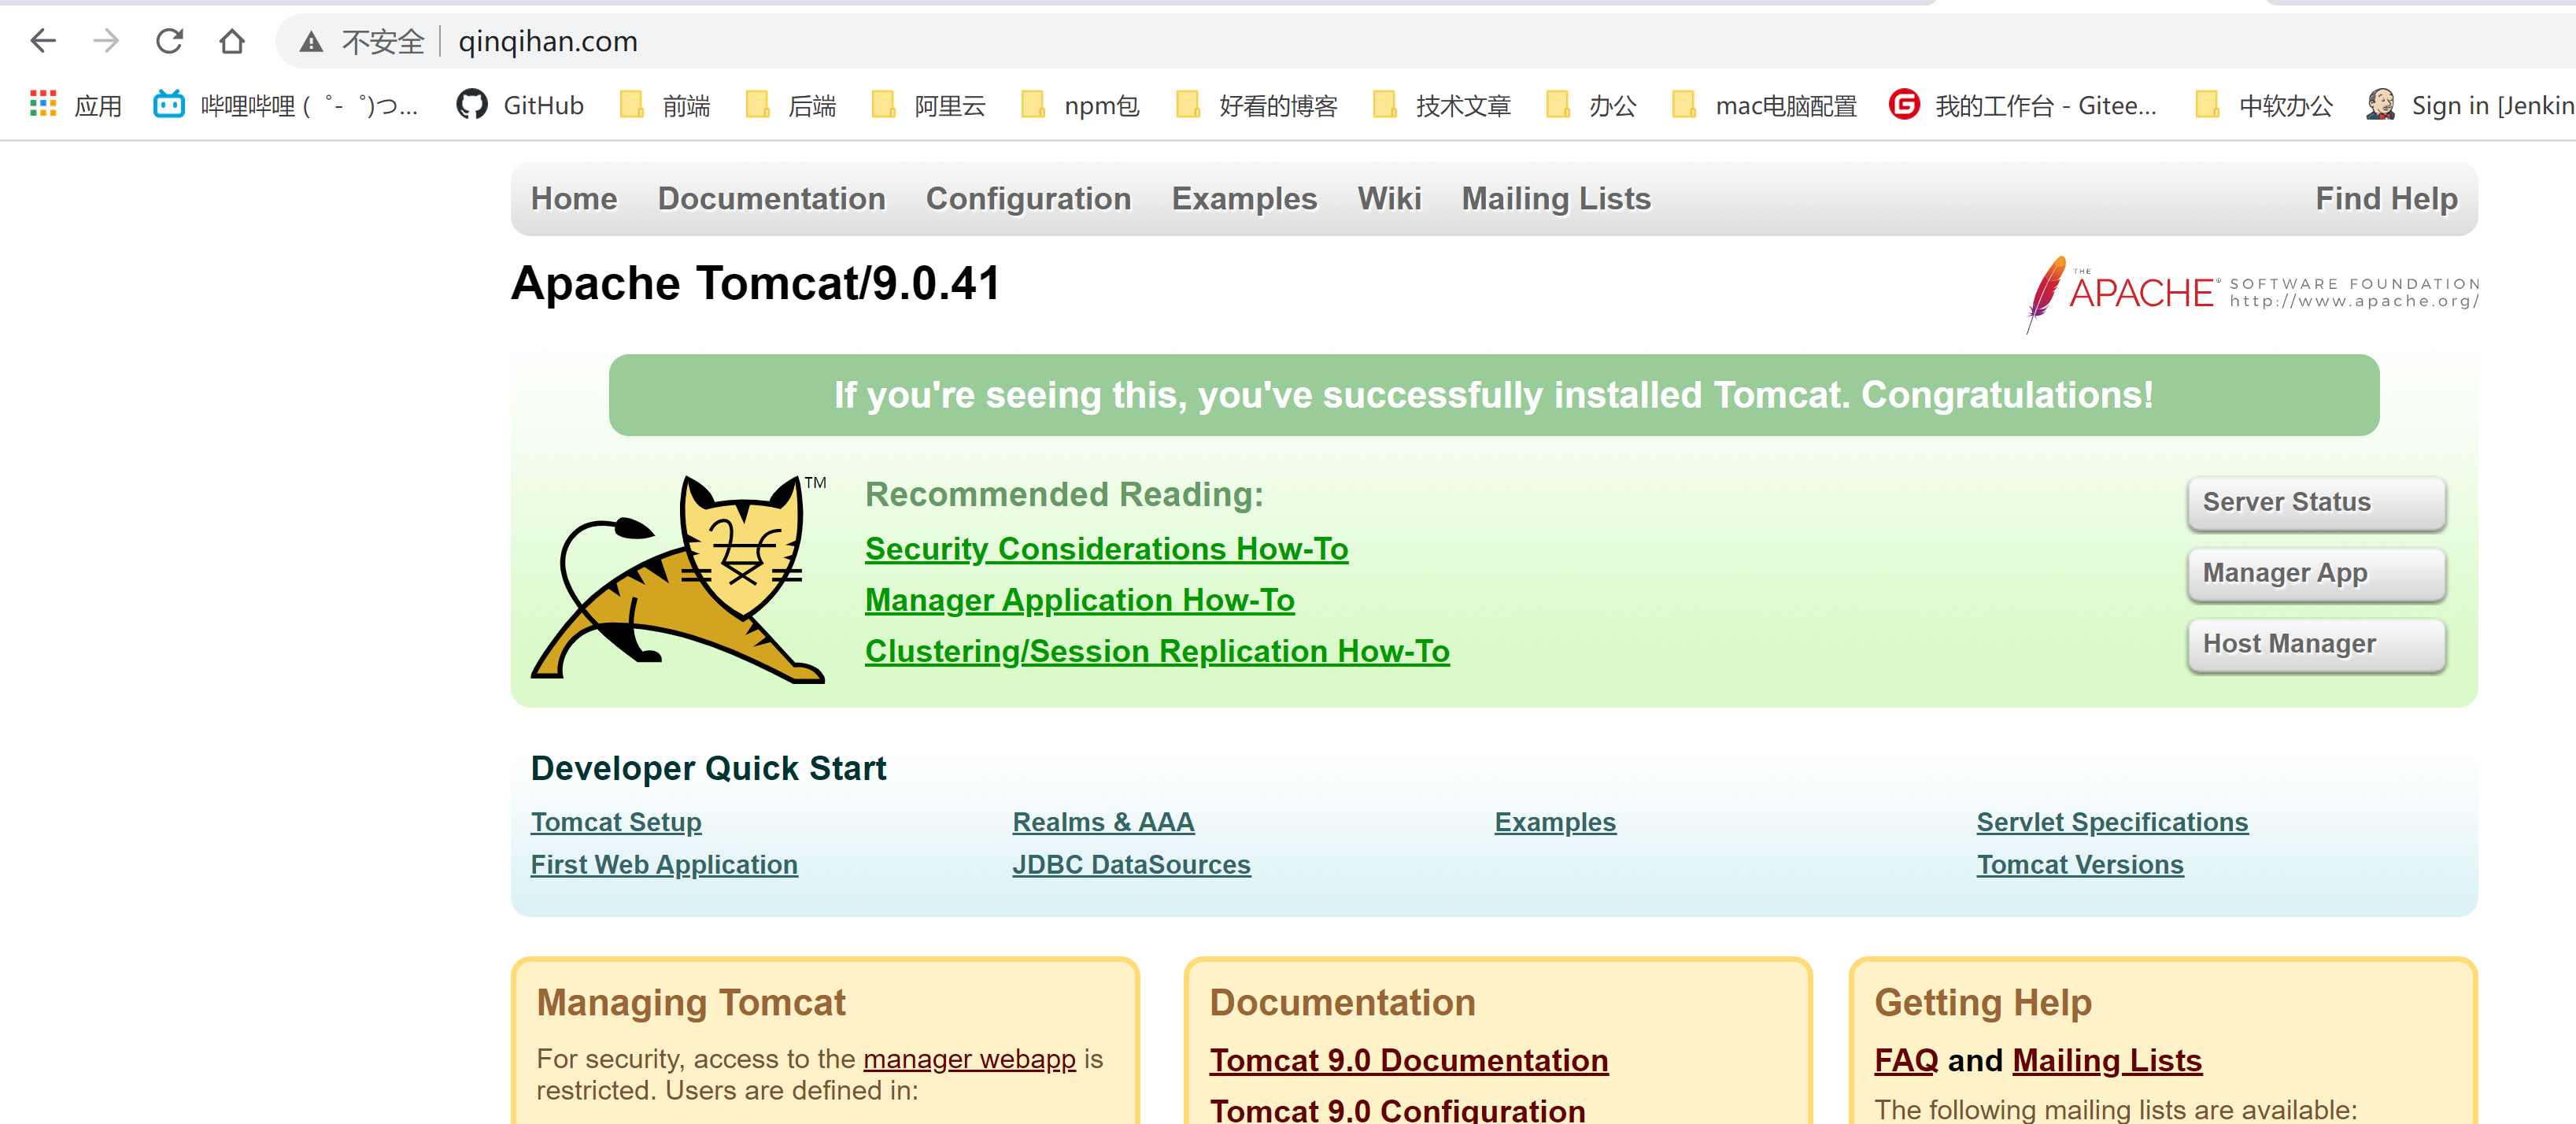 不安全 qinqihan.com
应用 哔哩哔哩 (゜-゜)つ... GitHub 前端 后端 阿里云 npm包 好看的博客 技术文章 办公 mac电脑配置 我的工作台 - Gitee... 中软办公 Sign in [Jenkin
Home Documentation Configuration Examples Wiki Mailing Lists Find Help
Apache Tomcat/9.0.41
THE APACHE® SOFTWARE FOUNDATION
http://www.apache.org/
If you're seeing this, you've successfully installed Tomcat. Congratulations!
TM
Recommended Reading:
Security Considerations How-To
Manager Application How-To
Clustering/Session Replication How-To
Server Status
Manager App
Host Manager
Developer Quick Start
Tomcat Setup Realms & AAA Examples Servlet Specifications
First Web Application JDBC DataSources Tomcat Versions
Managing Tomcat
For security, access to the manager webapp is
restricted. Users are defined in:
Documentation
Tomcat 9.0 Documentation
Tomcat 9.0 Configuration
Getting Help
FAQ and Mailing Lists
The following mailing lists are available: